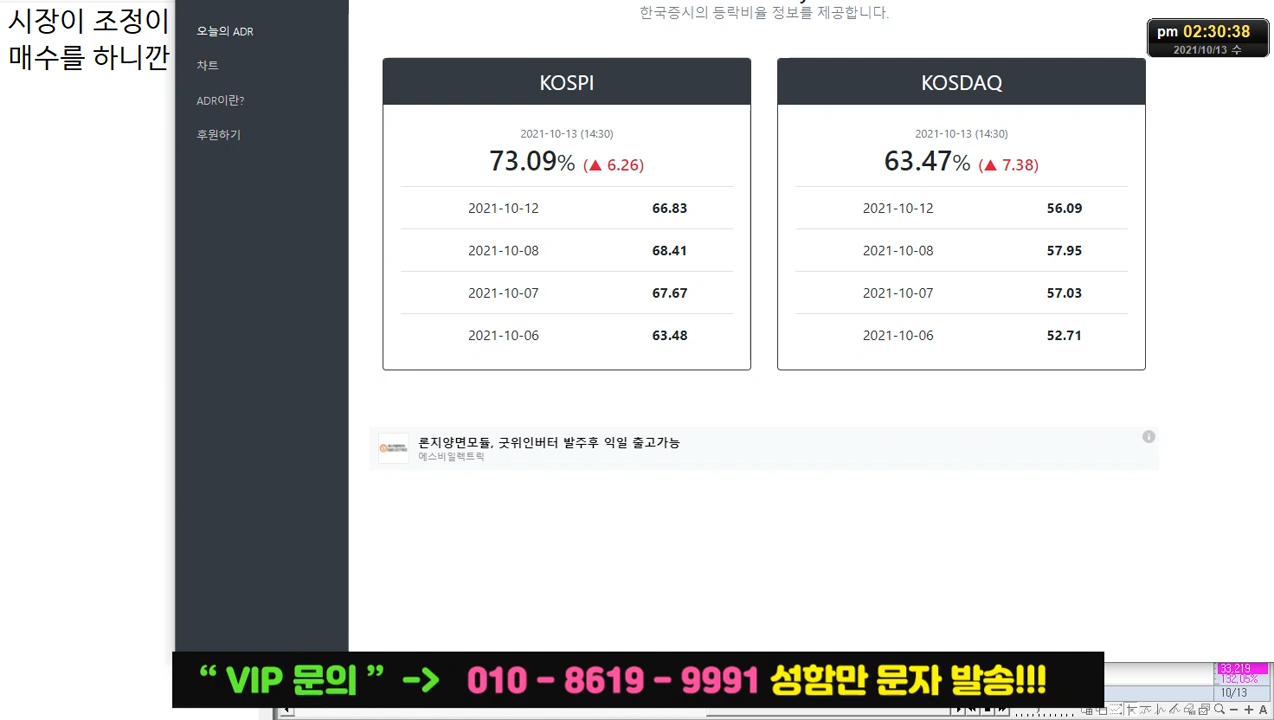 시장이 조정이
매수를 하니깐
오늘의 ADR
차트
ADR이란?
후원하기
한국증시의 등락비율 정보를 제공합니다.
pm 02:30:38
2021/10/13 수
KOSPI
2021-10-13 (14:30)
73.09% (▲ 6.26)
2021-10-12 66.83
2021-10-08 68.41
2021-10-07 67.67
2021-10-06 63.48
KOSDAQ
2021-10-13 (14:30)
63.47% (▲ 7.38)
2021-10-12 56.09
2021-10-08 57.95
2021-10-07 57.03
2021-10-06 52.71
론지양면모듈, 굿위인버터 발주후 익일 출고가능
에스비일렉트릭
“ VIP 문의 ” -> 010 - 8619 - 9991 성함만 문자 발송!!!
33,219
132,05%
10/13